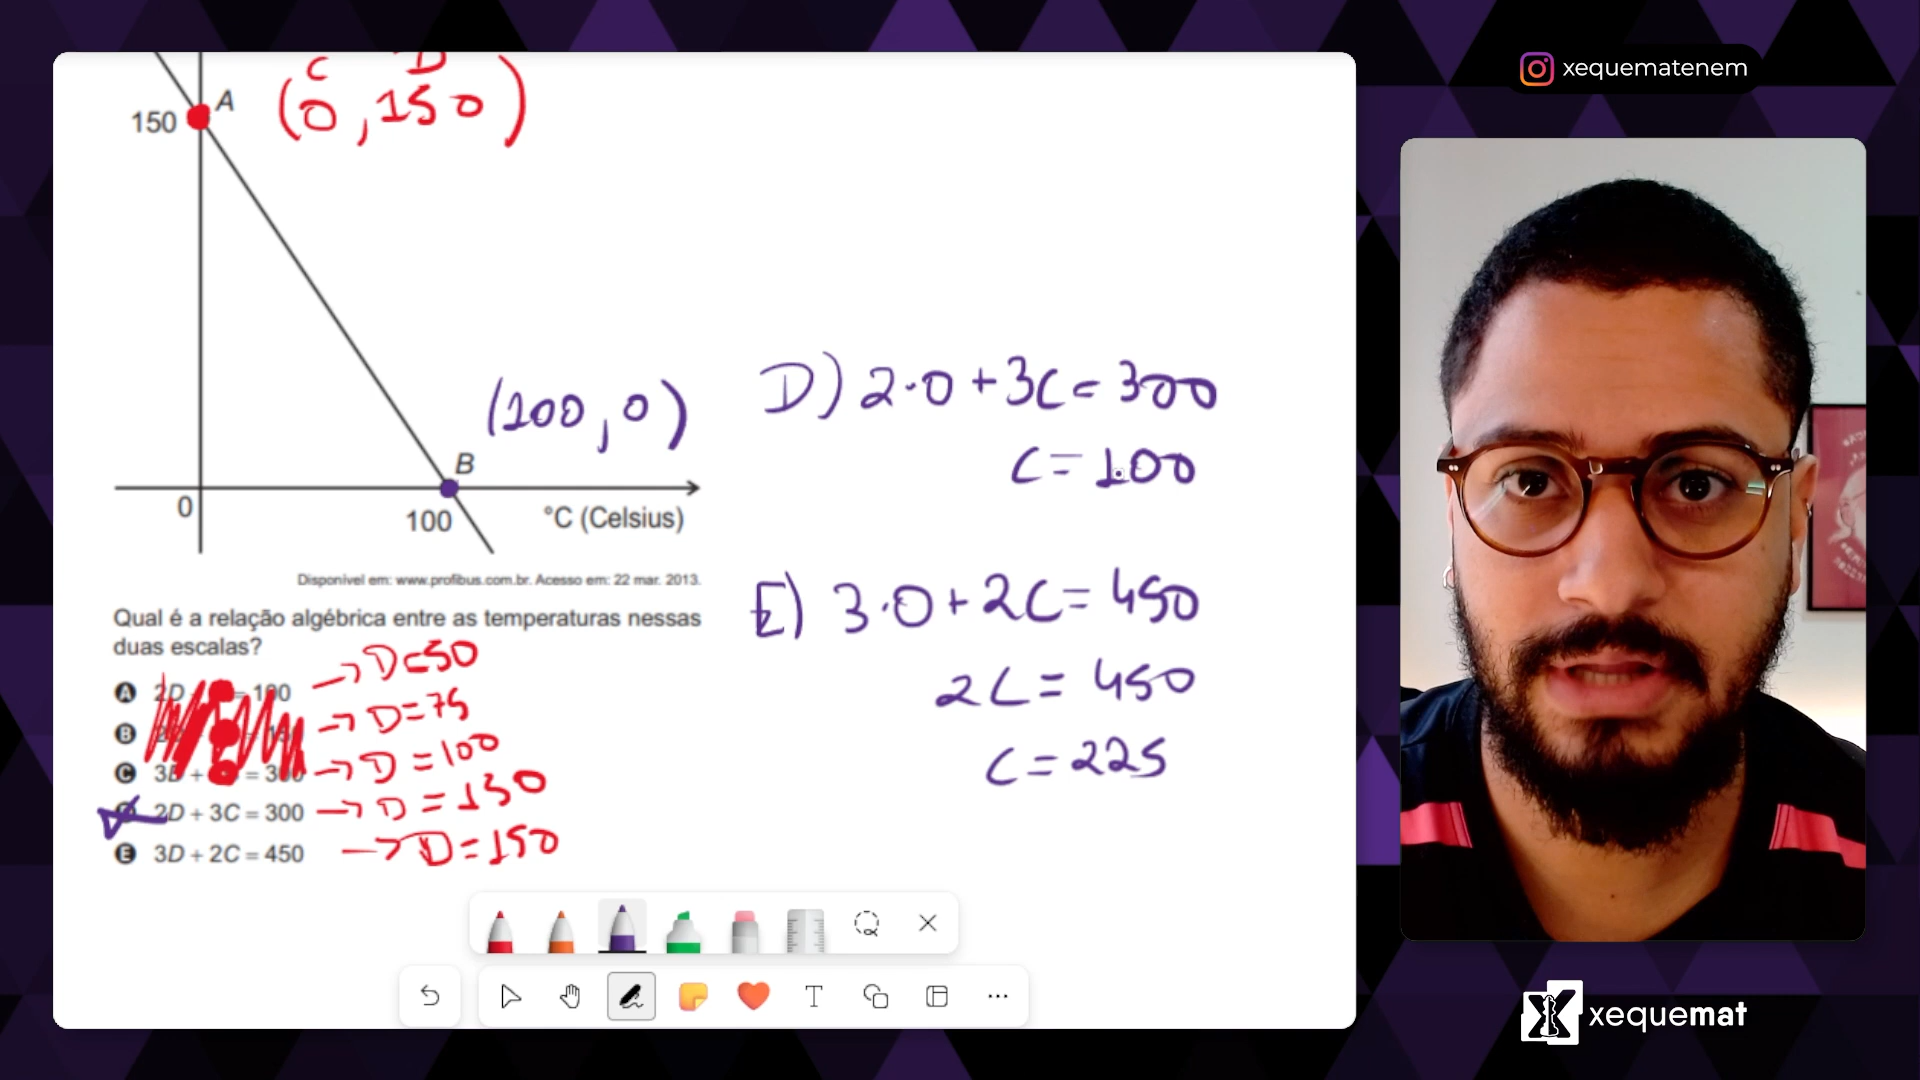 xequematenem
C D
150 A (0,150)
(100,0)
B
0
100 °C (Celsius)
D) 2·0+3C=300
C=100
E) 3·0+2C=450
2C=450
C=225
Disponível em: www.profibus.com.br. Acesso em: 22 mar. 2013.
Qual é a relação algébrica entre as temperaturas nessas
duas escalas?
A 2D = 100 → D=50
B → D=75
C 3D + = 300 → D=100
2D + 3C = 300 → D=150
E 3D + 2C = 450 → D=150
T
xequemat